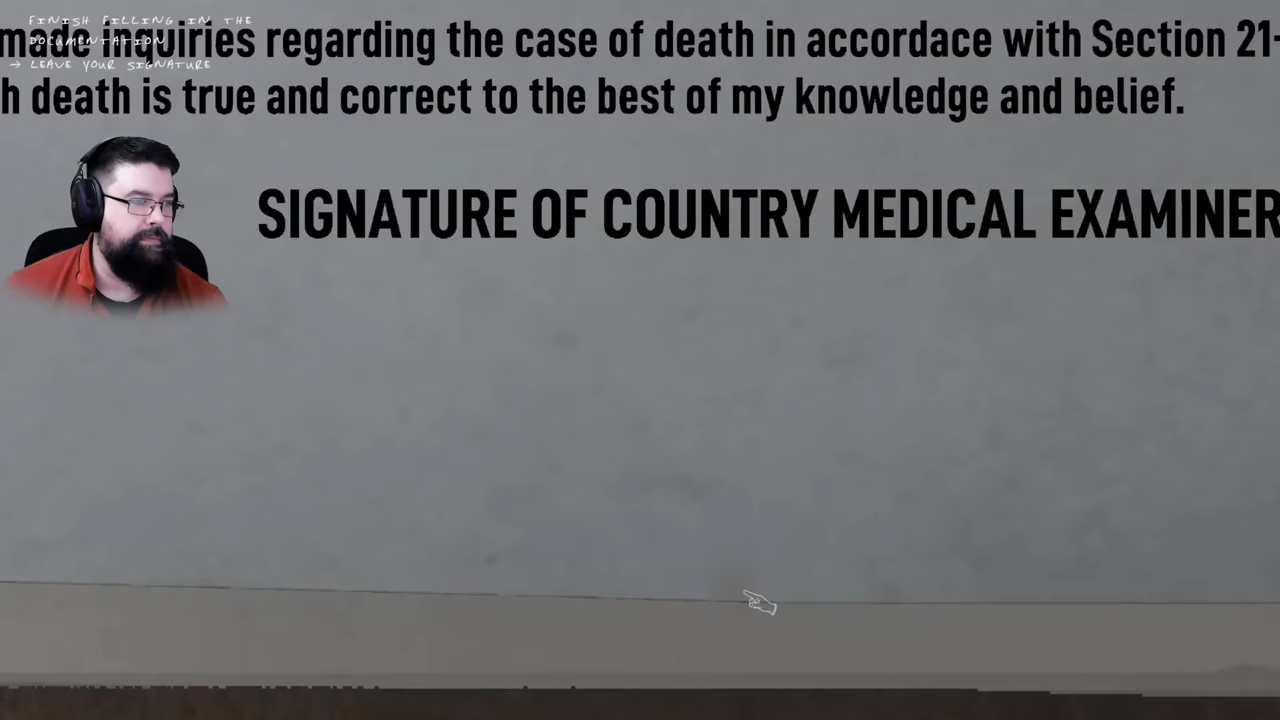 FINISH FILLING IN THE
DOCUMENTATION
→ LEAVE YOUR SIGNATURE
made inquiries regarding the case of death in accordace with Section 21-
h death is true and correct to the best of my knowledge and belief.
SIGNATURE OF COUNTRY MEDICAL EXAMINER